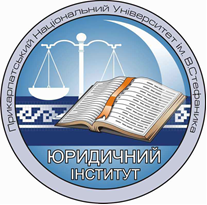 Прикарпатський Національний Університет ім. В.Стефаника
ЮРИДИЧНИЙ
ІНСТИТУТ